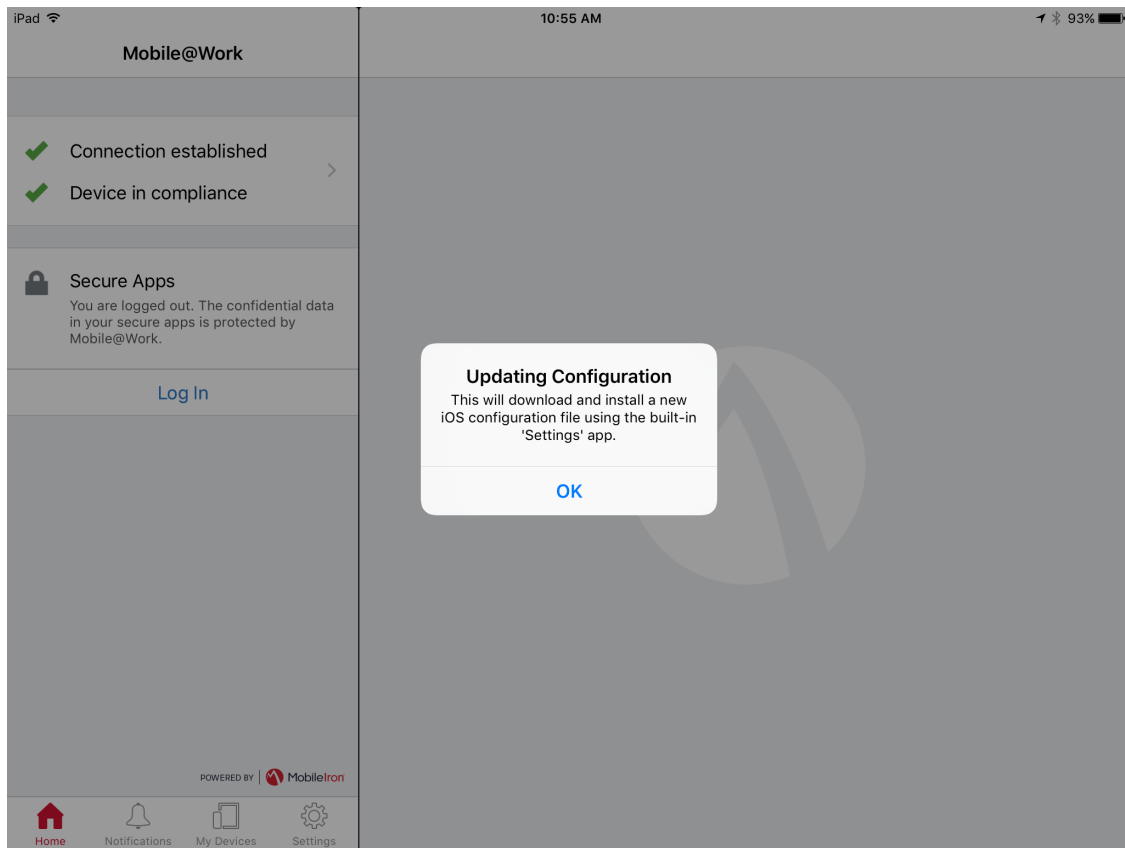 iPad
10:55 AM
93%
Mobile@Work
Connection established
Device in compliance
Secure Apps
You are logged out. The confidential data
in your secure apps is protected by
Mobile@Work.
Log In
Updating Configuration
This will download and install a new
iOS configuration file using the built-in
'Settings' app.
OK
POWERED BY MobileIron
Home
Notifications
My Devices
Settings